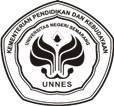 KEMENTERIAN PENDIDIKAN DAN KEBUDAYAAN
UNIVERSITAS NEGERI SEMARANG
UNNES